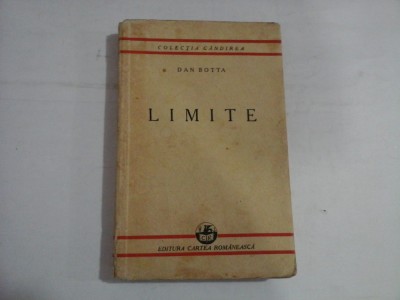 COLECȚIA GÂNDIREA
DAN BOTTA
LIMITE
EDITURA CARTEA ROMÂNEASCĂ